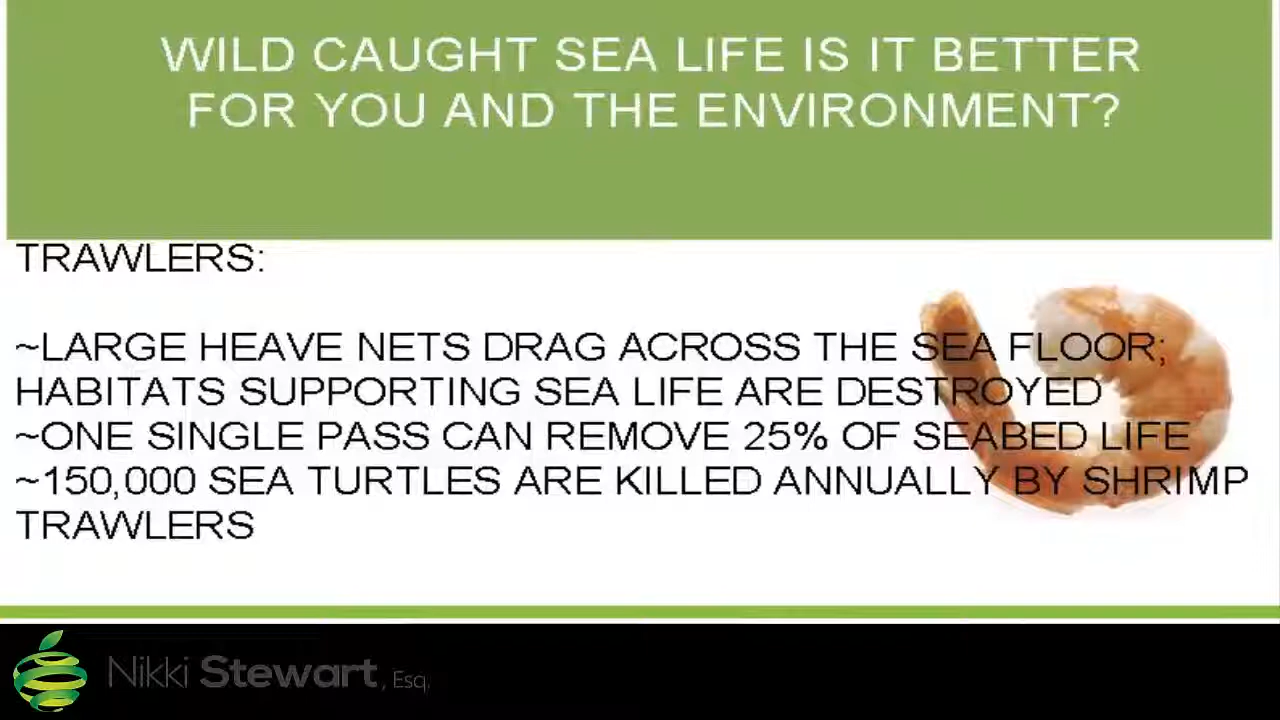 WILD CAUGHT SEA LIFE IS IT BETTER
FOR YOU AND THE ENVIRONMENT?
TRAWLERS:
~LARGE HEAVE NETS DRAG ACROSS THE SEA FLOOR;
HABITATS SUPPORTING SEA LIFE ARE DESTROYED
~ONE SINGLE PASS CAN REMOVE 25% OF SEABED LIFE
~150,000 SEA TURTLES ARE KILLED ANNUALLY BY SHRIMP
TRAWLERS
Nikki Stewart, Esq.